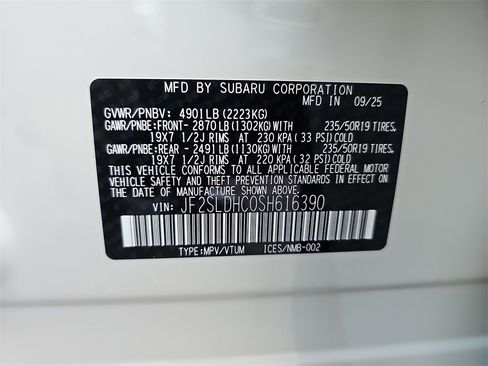 MFD BY SUBARU CORPORATION
MFD IN 09/25
GVWR/PNBV: 4901LB(2223KG)
GAWR/PNBE:FRONT- 2870LB(1302KG)WITH 235/50R19 TIRES,
19X7 1/2J RIMS AT 230 KPA(33 PSI)COLD
GAWR/PNBE:REAR - 2491LB(1130KG)WITH 235/50R19 TIRES,
19X7 1/2J RIMS AT 220 KPA(32 PSI)COLD
THIS VEHICLE CONFORMS TO ALL APPLICABLE FEDERAL MOTOR
VEHICLE SAFETY AND THEFT PREVENTION STANDARDS IN EFFECT ON
THE DATE OF MANUFACTURE SHOWN ABOVE.
VIN: JF2SLDHC0SH616390
TYPE:MPV/VTUM ICES/NMB-002